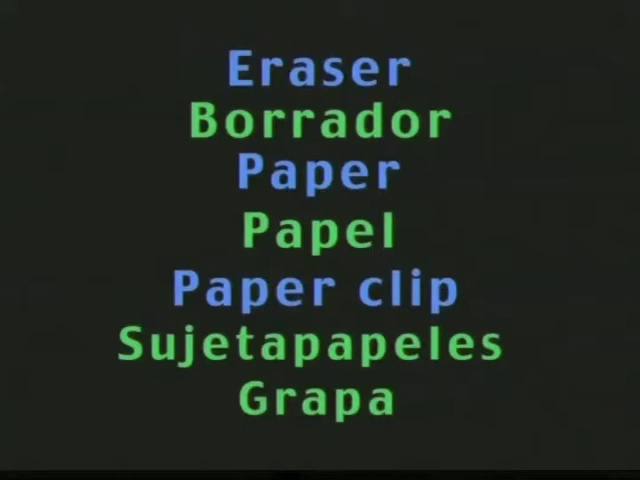 Eraser
Borrador
Paper
Papel
Paper clip
Sujetapapeles
Grapa